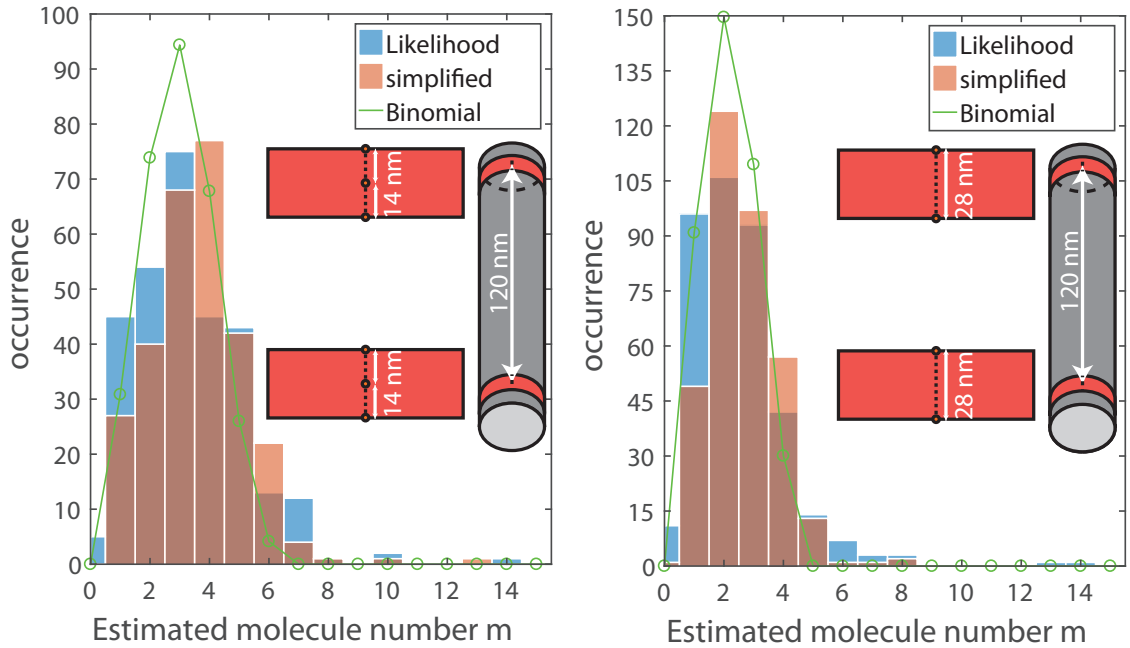 100
90
80
70
60
50
40
30
20
10
0
occurrence
0 2 4 6 8 10 12 14
Estimated molecule number m
Likelihood
simplified
Binomial
14 nm
14 nm
120 nm
150
135
120
105
90
75
60
45
30
15
0
occurrence
0 2 4 6 8 10 12 14
Estimated molecule number m
Likelihood
simplified
Binomial
28 nm
28 nm
120 nm